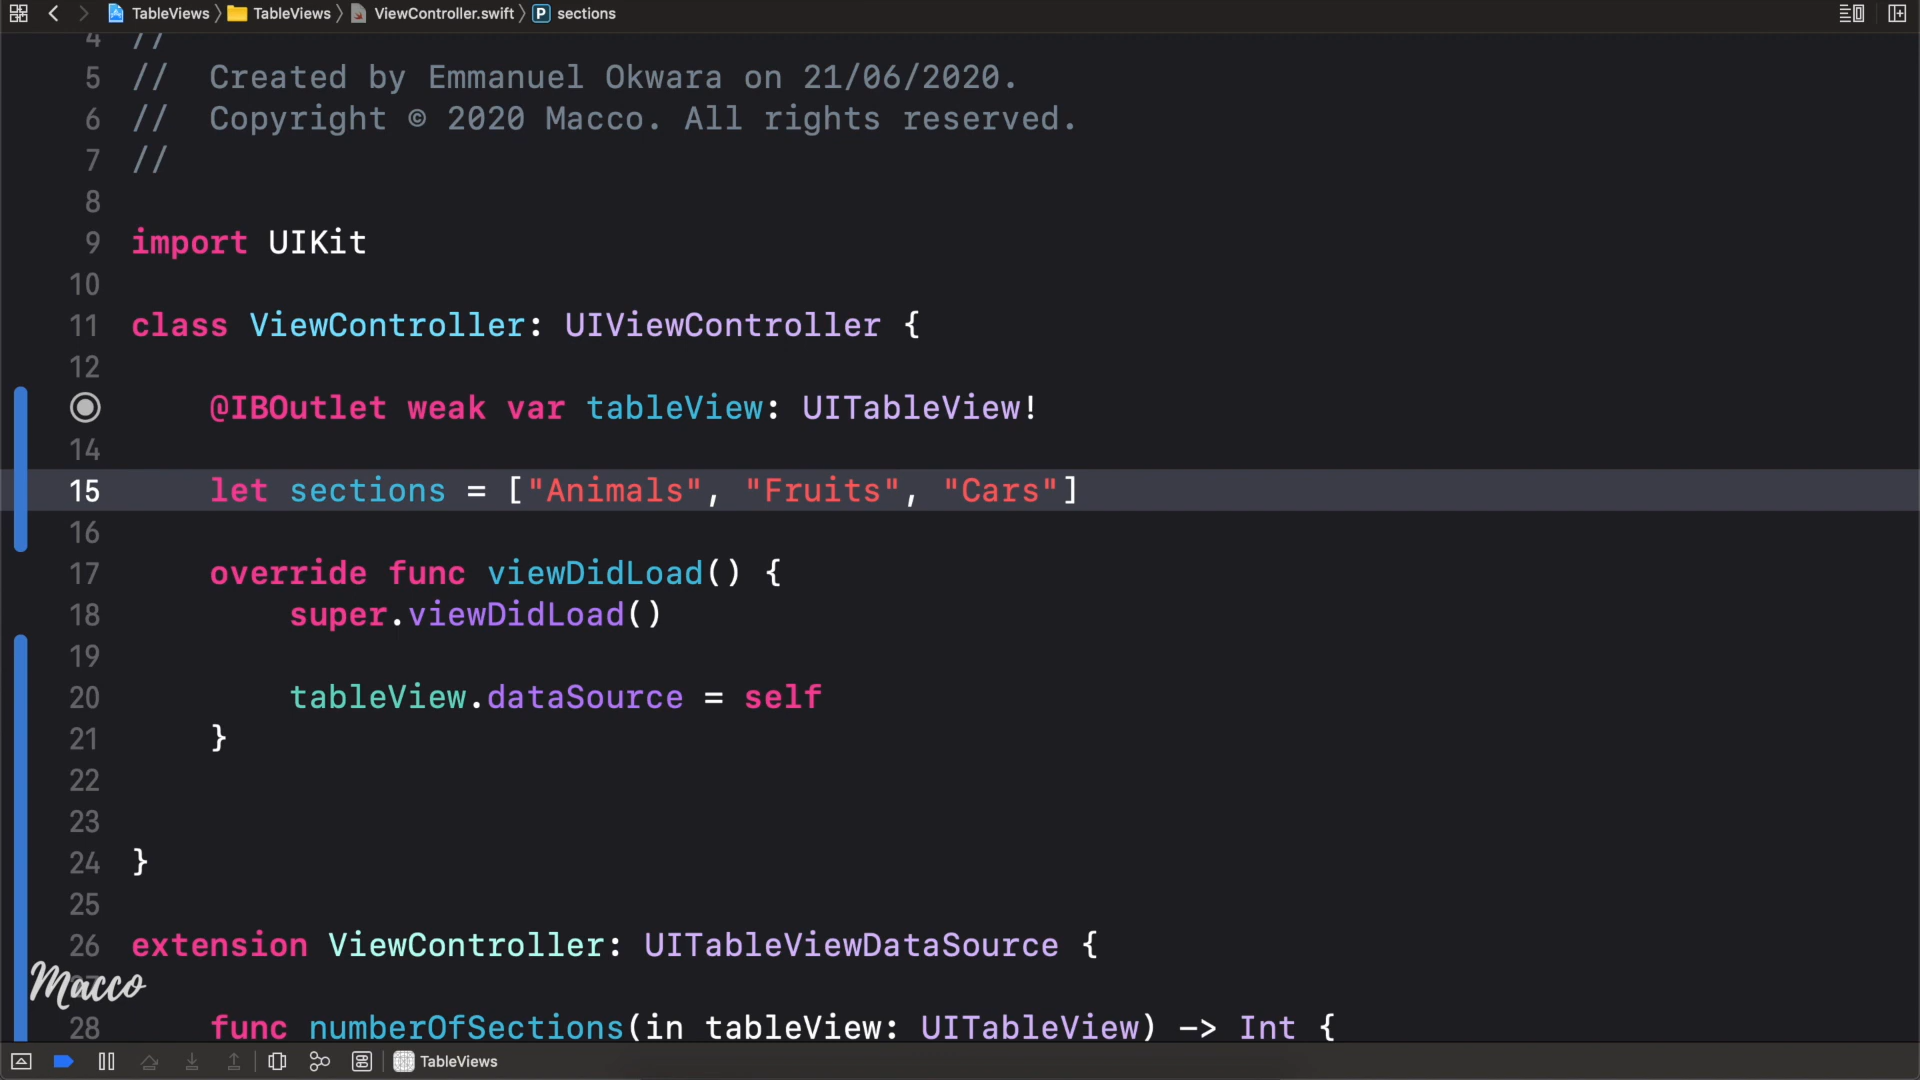 TableViews TableViews ViewController.swift P sections
4 //
5 // Created by Emmanuel Okwara on 21/06/2020.
6 // Copyright © 2020 Macco. All rights reserved.
7 //
8
9 import UIKit
10
11 class ViewController: UIViewController {
12
@IBOutlet weak var tableView: UITableView!
14
15 let sections = ["Animals", "Fruits", "Cars"]
16
17 override func viewDidLoad() {
18 super.viewDidLoad()
19
20 tableView.dataSource = self
21 }
22
23
24 }
25
26 extension ViewController: UITableViewDataSource {
27
Macco
28 func numberOfSections(in tableView: UITableView) -> Int {
TableViews